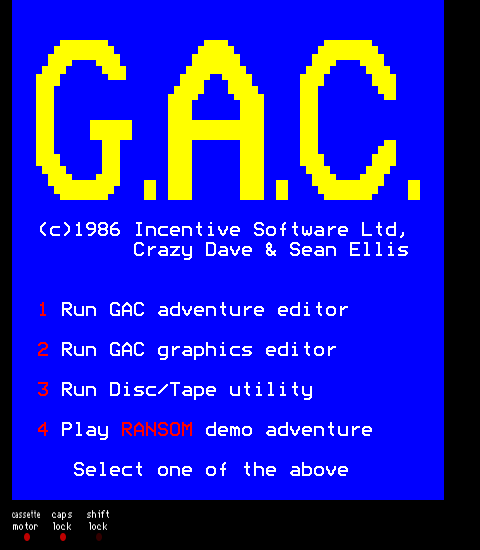 G.A.C.
(c)1986 Incentive Software Ltd,
Crazy Dave & Sean Ellis
1 Run GAC adventure editor
2 Run GAC graphics editor
3 Run Disc/Tape utility
4 Play RANSOM demo adventure
Select one of the above
cassette motor caps lock shift lock